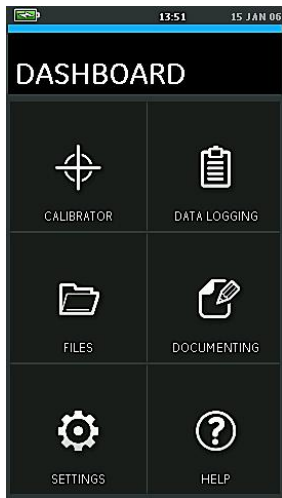 13:51 15 JAN 06
DASHBOARD
CALIBRATOR DATA LOGGING
FILES DOCUMENTING
SETTINGS HELP